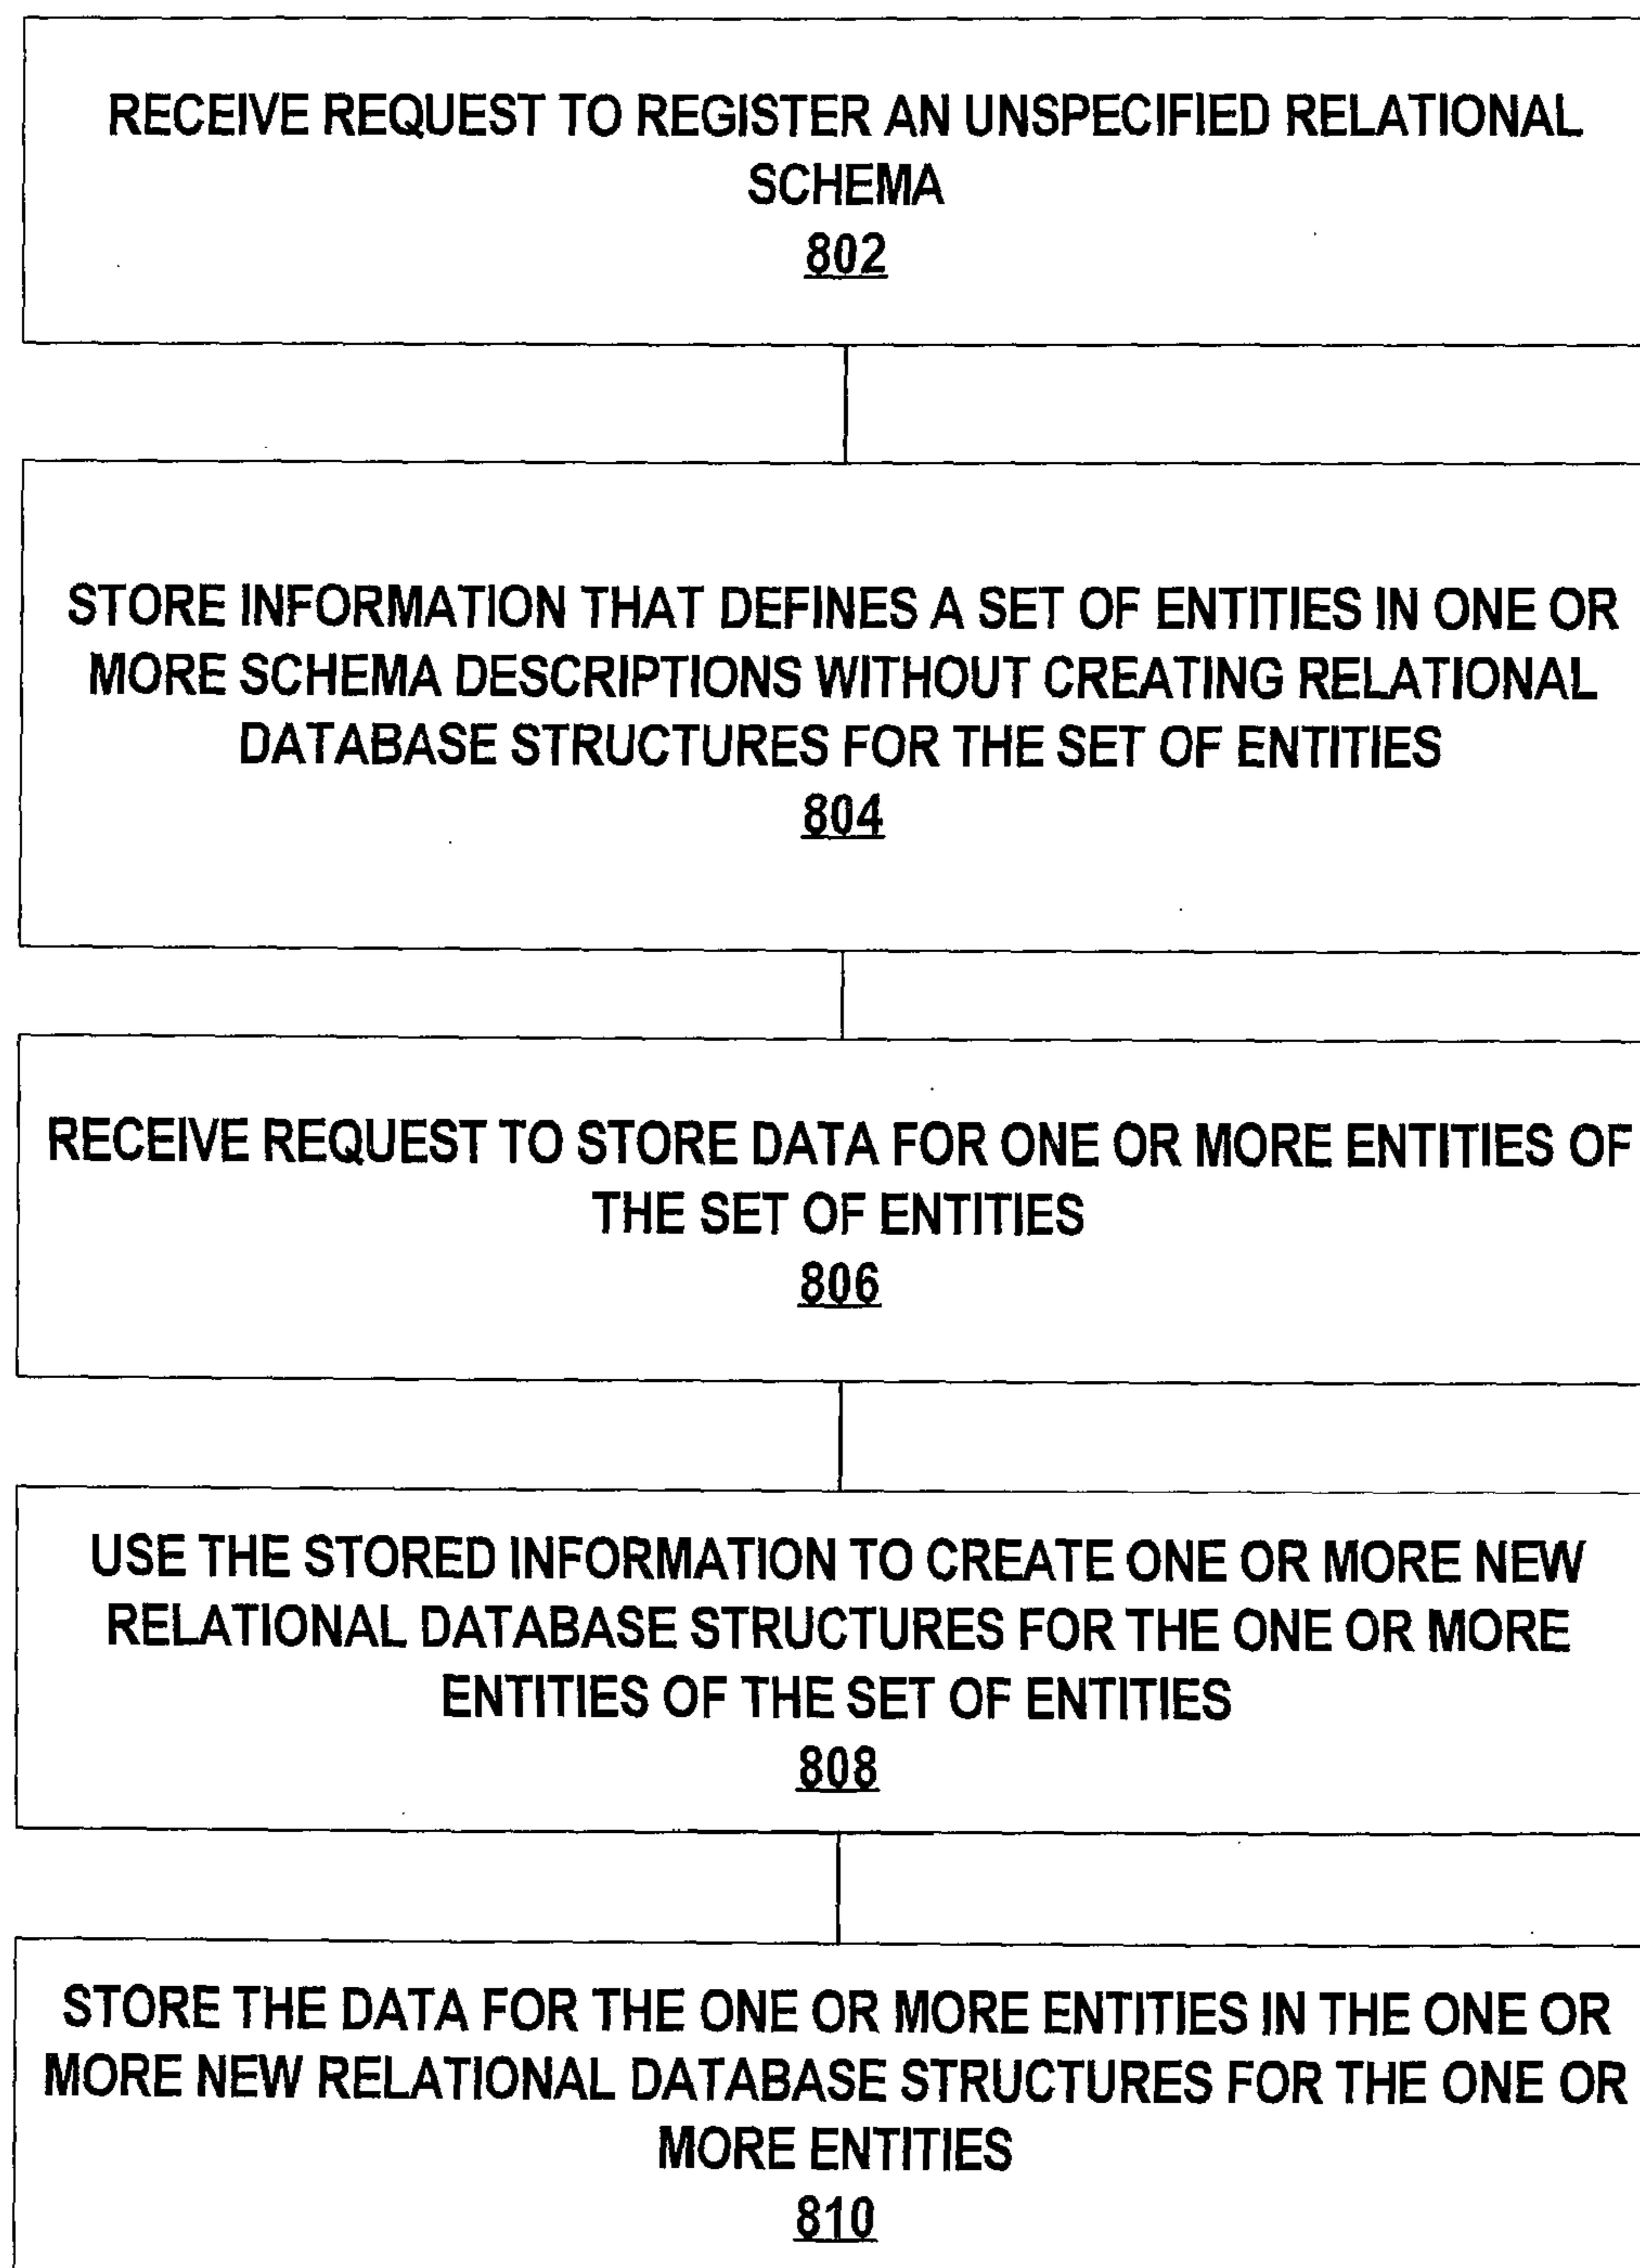 RECEIVE REQUEST TO REGISTER AN UNSPECIFIED RELATIONAL
SCHEMA
802
STORE INFORMATION THAT DEFINES A SET OF ENTITIES IN ONE OR
MORE SCHEMA DESCRIPTIONS WITHOUT CREATING RELATIONAL
DATABASE STRUCTURES FOR THE SET OF ENTITIES
804
RECEIVE REQUEST TO STORE DATA FOR ONE OR MORE ENTITIES OF
THE SET OF ENTITIES
806
USE THE STORED INFORMATION TO CREATE ONE OR MORE NEW
RELATIONAL DATABASE STRUCTURES FOR THE ONE OR MORE
ENTITIES OF THE SET OF ENTITIES
808
STORE THE DATA FOR THE ONE OR MORE ENTITIES IN THE ONE OR
MORE NEW RELATIONAL DATABASE STRUCTURES FOR THE ONE OR
MORE ENTITIES
810